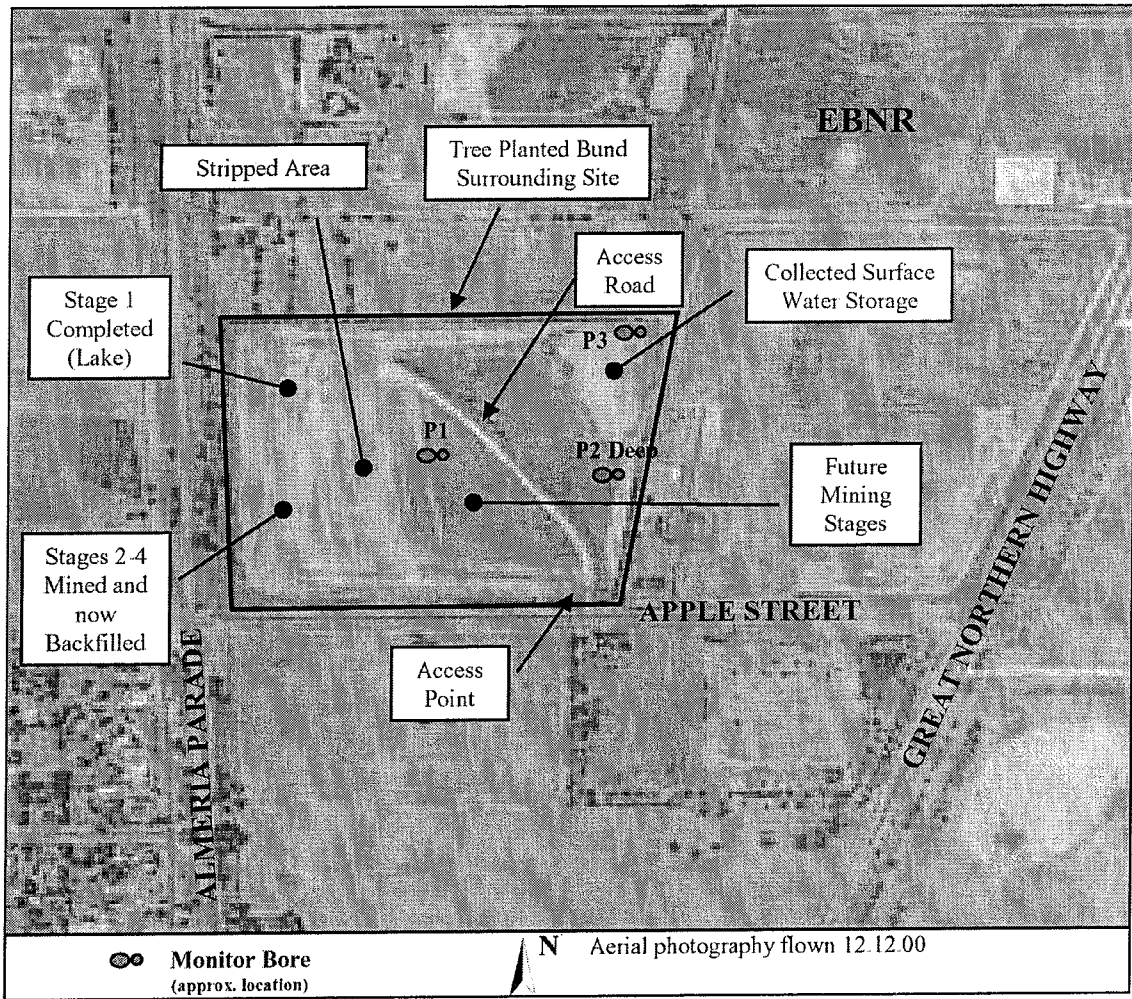 EBNR
Tree Planted Bund
Surrounding Site
Stripped Area
Access
Road
Collected Surface
Water Storage
Stage 1
Completed
(Lake)
P3
P1
P2 Deep
Future
Mining
Stages
Stages 2-4
Mined and
now
Backfilled
APPLE STREET
Access
Point
GREAT NORTHERN HIGHWAY
ALMERIA PARADE
Monitor Bore
(approx. location)
N
Aerial photography flown 12.12.00